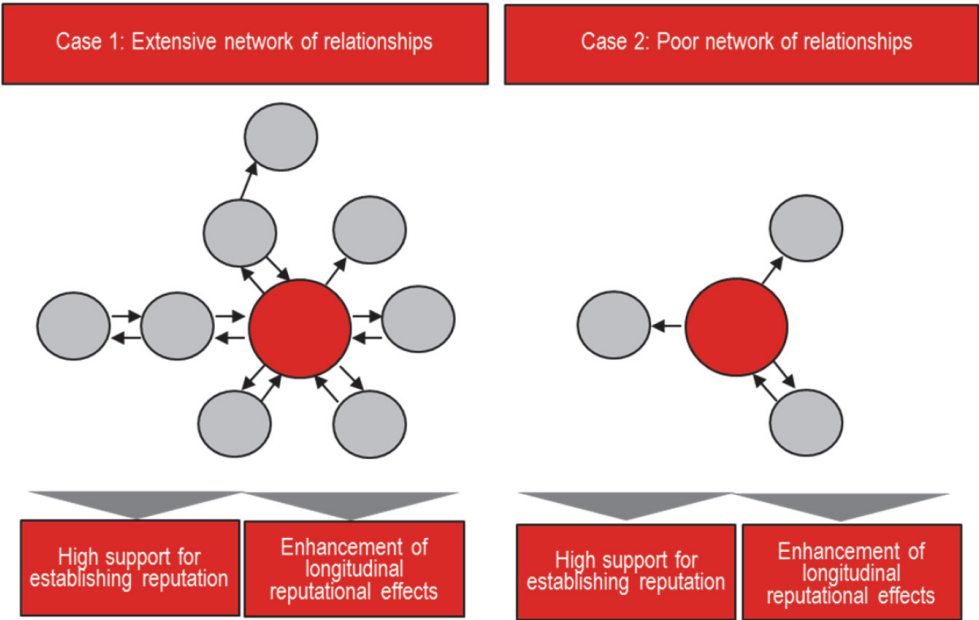 Case 1: Extensive network of relationships
Case 2: Poor network of relationships
High support for
establishing reputation
Enhancement of
longitudinal
reputational effects
High support for
establishing reputation
Enhancement of
longitudinal
reputational effects